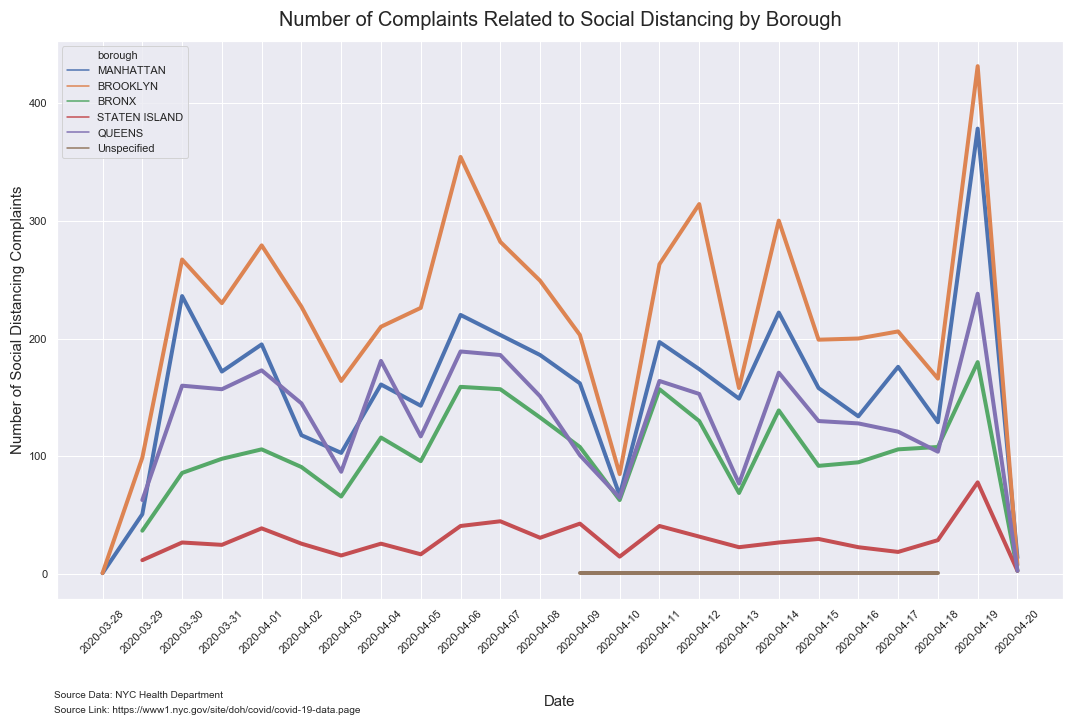 Number of Complaints Related to Social Distancing by Borough
borough
MANHATTAN
BROOKLYN
BRONX
STATEN ISLAND
QUEENS
Unspecified
Number of Social Distancing Complaints
400
300
200
100
0
2020-03-28
2020-03-29
2020-03-30
2020-03-31
2020-04-01
2020-04-02
2020-04-03
2020-04-04
2020-04-05
2020-04-06
2020-04-07
2020-04-08
2020-04-09
2020-04-10
2020-04-11
2020-04-12
2020-04-13
2020-04-14
2020-04-15
2020-04-16
2020-04-17
2020-04-18
2020-04-19
2020-04-20
Date
Source Data: NYC Health Department
Source Link: https://www1.nyc.gov/site/doh/covid/covid-19-data.page